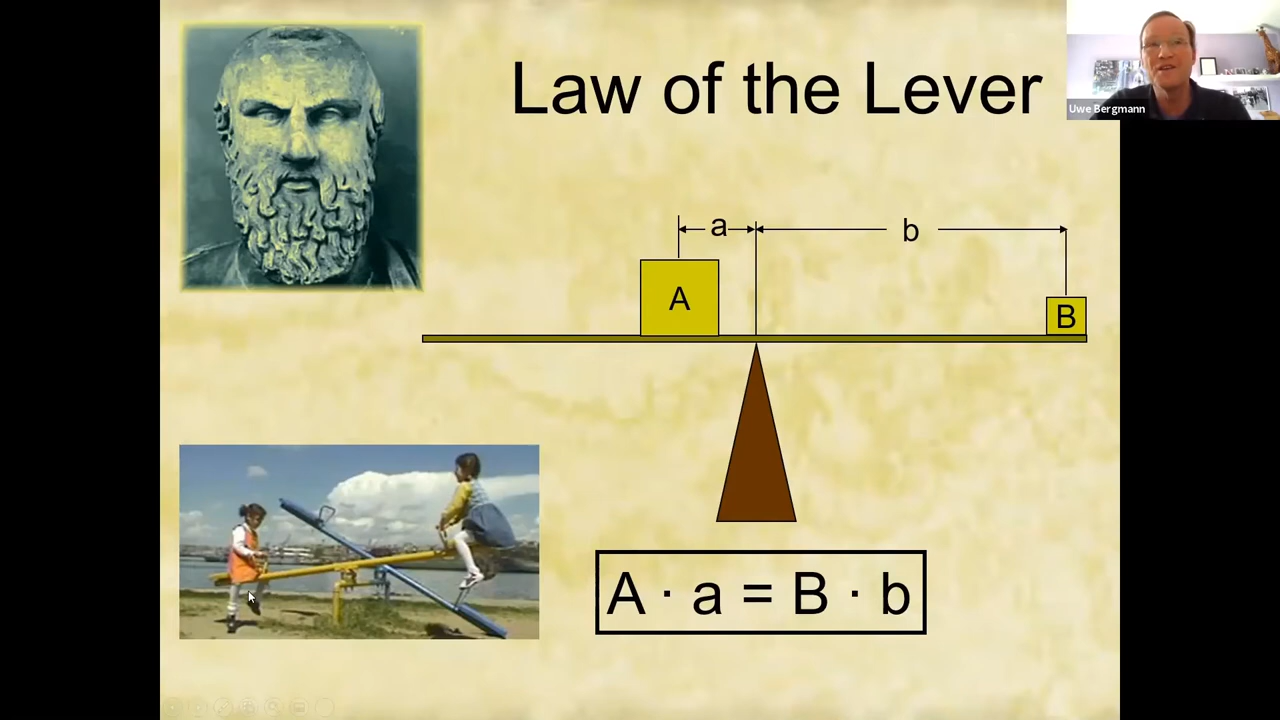 Law of the Lever
Uwe Bergmann
a
b
A
B
A · a = B · b